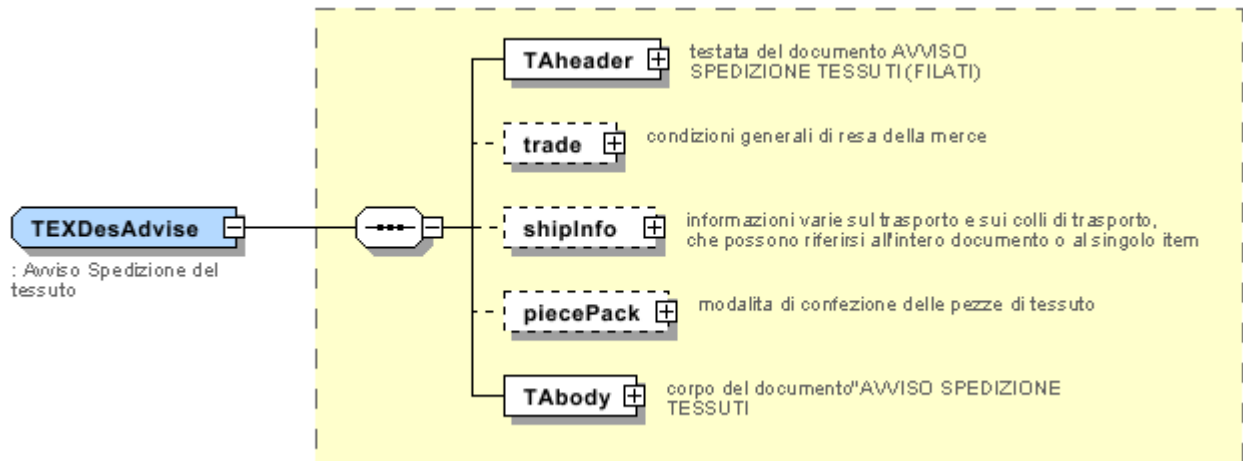 TAheader
testata del documento AVVISO
SPEDIZIONE TESSUTI (FILATI)
trade
condizioni generali di resa della merce
TEXDesAdvise
: Avviso Spedizione del
tessuto
shipInfo
informazioni varie sul trasporto e sui colli di trasporto,
che possono riferirsi all'intero documento o al singolo item
piecePack
modalita di confezione delle pezze di tessuto
TAbody
corpo del documento"AVVISO SPEDIZIONE
TESSUTI